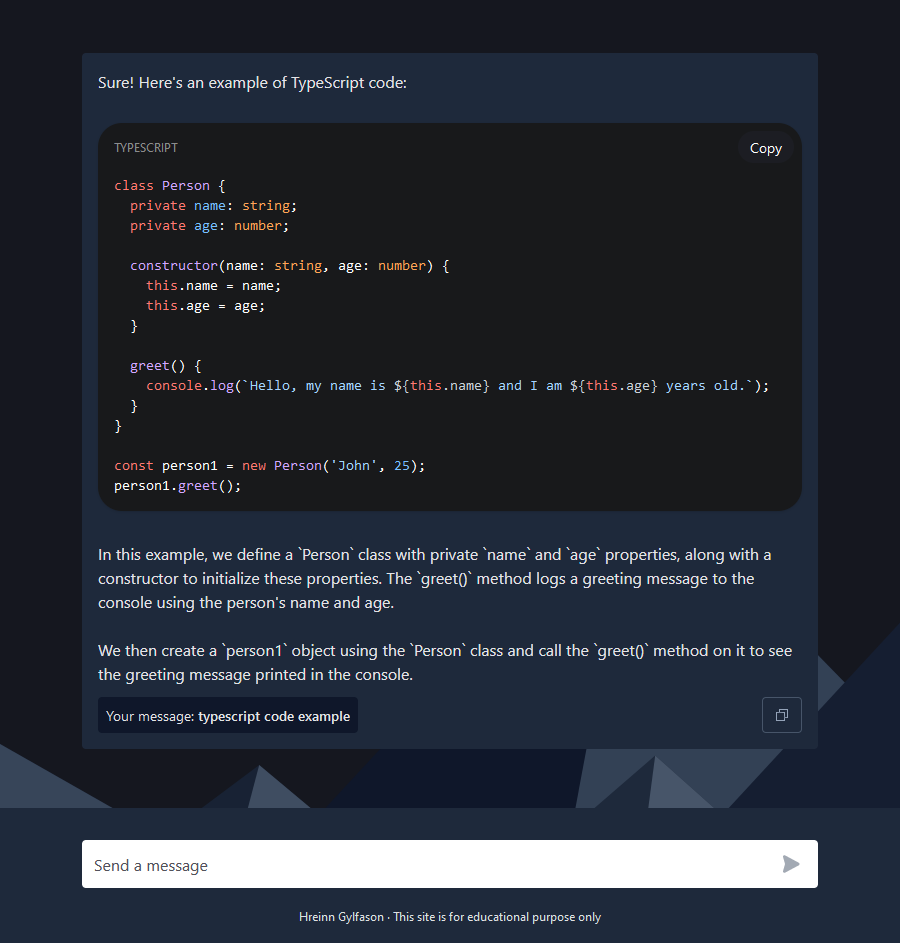 Sure! Here's an example of TypeScript code:
TYPESCRIPT
Copy
class Person {
  private name: string;
  private age: number;

  constructor(name: string, age: number) {
    this.name = name;
    this.age = age;
  }

  greet() {
    console.log(`Hello, my name is ${this.name} and I am ${this.age} years old.`);
  }
}

const person1 = new Person('John', 25);
person1.greet();
In this example, we define a `Person` class with private `name` and `age` properties, along with a
constructor to initialize these properties. The `greet()` method logs a greeting message to the
console using the person's name and age.
We then create a `person1` object using the `Person` class and call the `greet()` method on it to see
the greeting message printed in the console.
Your message: typescript code example
Send a message
Hreinn Gylfason · This site is for educational purpose only